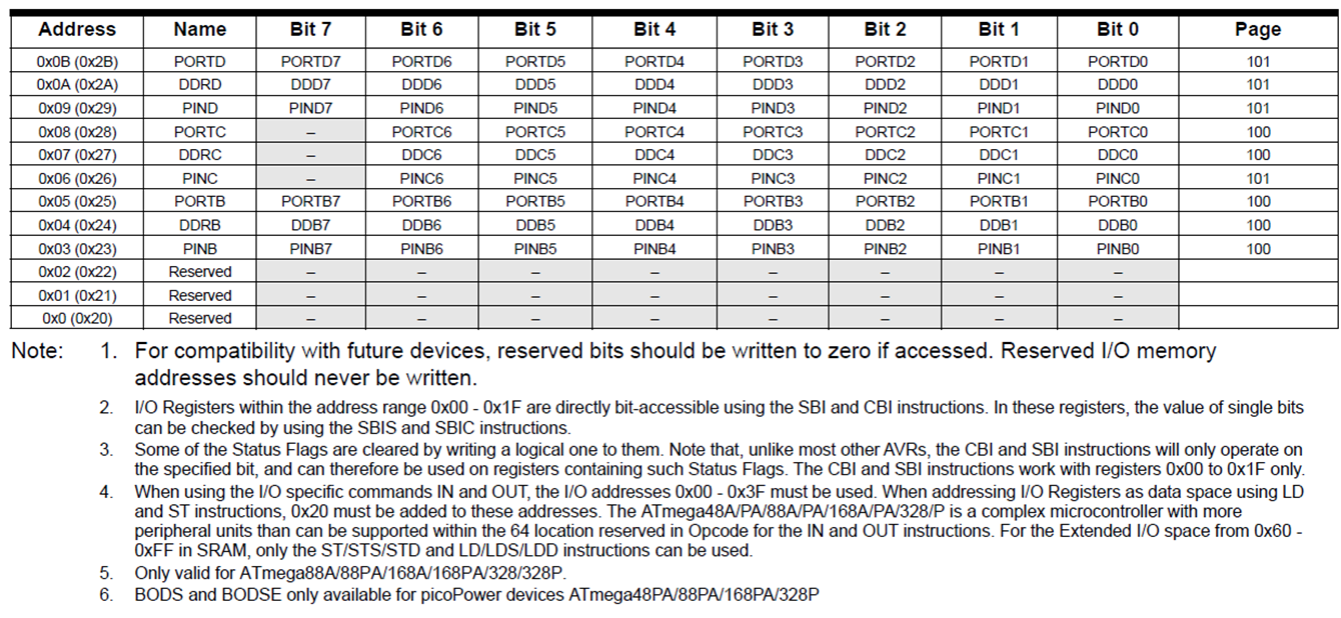 Address Name Bit 7 Bit 6 Bit 5 Bit 4 Bit 3 Bit 2 Bit 1 Bit 0 Page
0x0B (0x2B) PORTD PORTD7 PORTD6 PORTD5 PORTD4 PORTD3 PORTD2 PORTD1 PORTD0 101
0x0A (0x2A) DDRD DDD7 DDD6 DDD5 DDD4 DDD3 DDD2 DDD1 DDD0 101
0x09 (0x29) PIND PIND7 PIND6 PIND5 PIND4 PIND3 PIND2 PIND1 PIND0 101
0x08 (0x28) PORTC – PORTC6 PORTC5 PORTC4 PORTC3 PORTC2 PORTC1 PORTC0 100
0x07 (0x27) DDRC – DDC6 DDC5 DDC4 DDC3 DDC2 DDC1 DDC0 100
0x06 (0x26) PINC – PINC6 PINC5 PINC4 PINC3 PINC2 PINC1 PINC0 101
0x05 (0x25) PORTB PORTB7 PORTB6 PORTB5 PORTB4 PORTB3 PORTB2 PORTB1 PORTB0 100
0x04 (0x24) DDRB DDB7 DDB6 DDB5 DDB4 DDB3 DDB2 DDB1 DDB0 100
0x03 (0x23) PINB PINB7 PINB6 PINB5 PINB4 PINB3 PINB2 PINB1 PINB0 100
0x02 (0x22) Reserved – – – – – – – –
0x01 (0x21) Reserved – – – – – – – –
0x0 (0x20) Reserved – – – – – – – –
Note: 1. For compatibility with future devices, reserved bits should be written to zero if accessed. Reserved I/O memory
addresses should never be written.
2. I/O Registers within the address range 0x00 - 0x1F are directly bit-accessible using the SBI and CBI instructions. In these registers, the value of single bits
can be checked by using the SBIS and SBIC instructions.
3. Some of the Status Flags are cleared by writing a logical one to them. Note that, unlike most other AVRs, the CBI and SBI instructions will only operate on
the specified bit, and can therefore be used on registers containing such Status Flags. The CBI and SBI instructions work with registers 0x00 to 0x1F only.
4. When using the I/O specific commands IN and OUT, the I/O addresses 0x00 - 0x3F must be used. When addressing I/O Registers as data space using LD
and ST instructions, 0x20 must be added to these addresses. The ATmega48A/PA/88A/PA/168A/PA/328/P is a complex microcontroller with more
peripheral units than can be supported within the 64 location reserved in Opcode for the IN and OUT instructions. For the Extended I/O space from 0x60 -
0xFF in SRAM, only the ST/STS/STD and LD/LDS/LDD instructions can be used.
5. Only valid for ATmega88A/88PA/168A/168PA/328/328P.
6. BODS and BODSE only available for picoPower devices ATmega48PA/88PA/168PA/328P